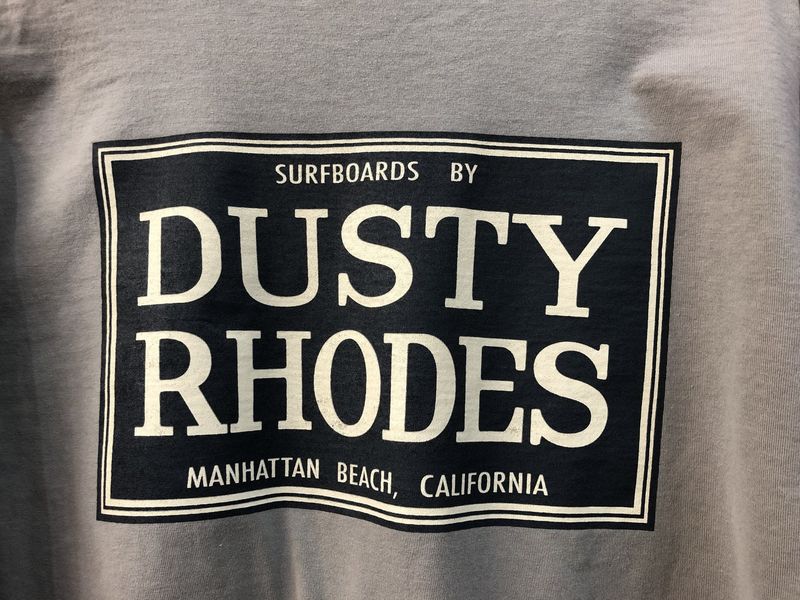 SURFBOARDS BY
DUSTY
RHODES
MANHATTAN BEACH, CALIFORNIA